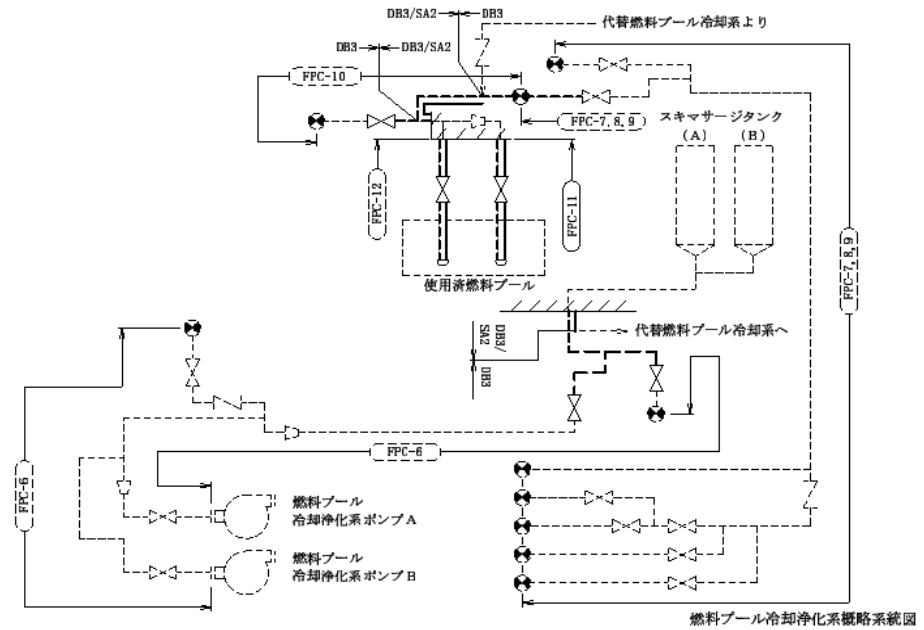 DB3/SA2
DB3
代替燃料プール冷却系より
DB3
DB3/SA2
FPC-10
FPC-7,8,9
スキマサージタンク
(A)
(B)
FPC-12
FPC-11
FPC-7,8,9
使用済燃料プール
代替燃料プール冷却系へ
DB3/
SA2
DB3
FPC-6
FPC-6
燃料プール
冷却浄化系ポンプA
燃料プール
冷却浄化系ポンプB
燃料プール冷却浄化系概略系統図